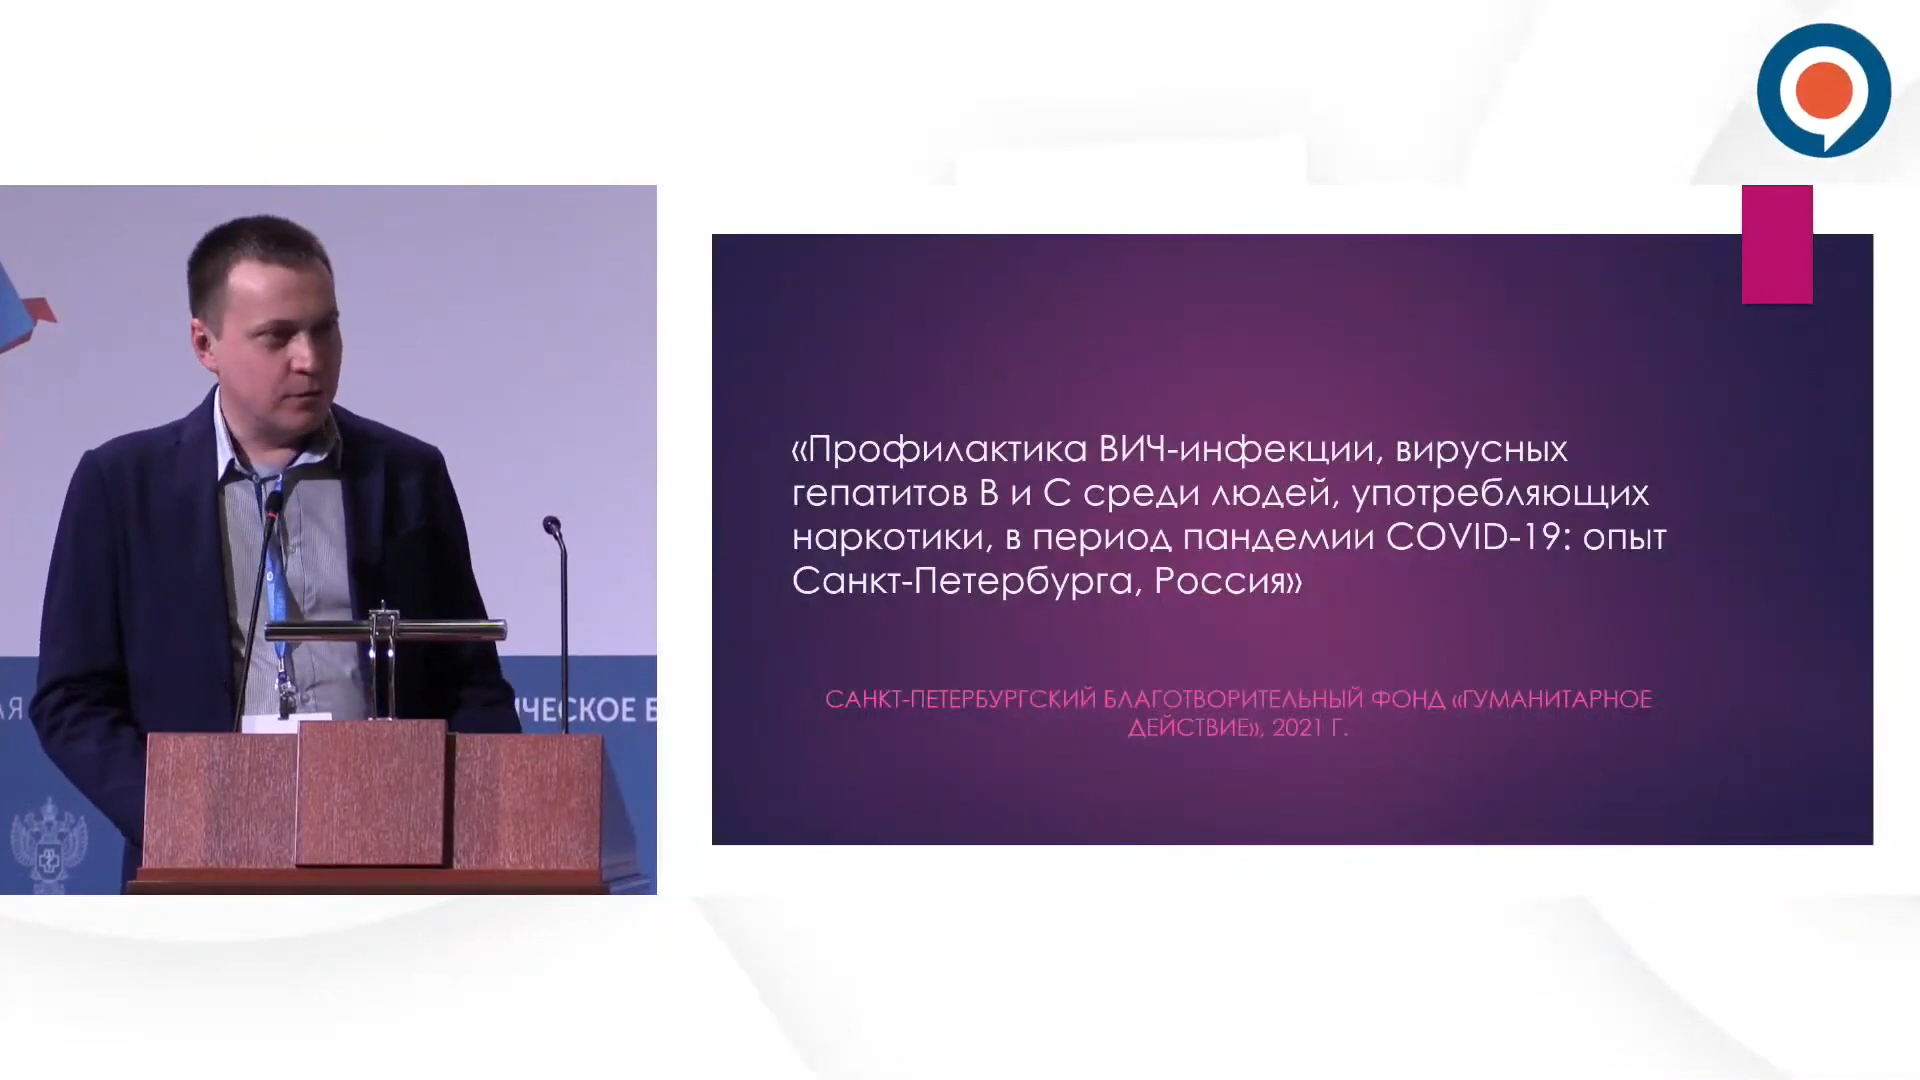 «Профилактика ВИЧ-инфекции, вирусных
гепатитов В и С среди людей, употребляющих
наркотики, в период пандемии COVID-19: опыт
Санкт-Петербурга, Россия»
САНКТ-ПЕТЕРБУРГСКИЙ БЛАГОТВОРИТЕЛЬНЫЙ ФОНД «ГУМАНИТАРНОЕ
ДЕЙСТВИЕ», 2021 Г.